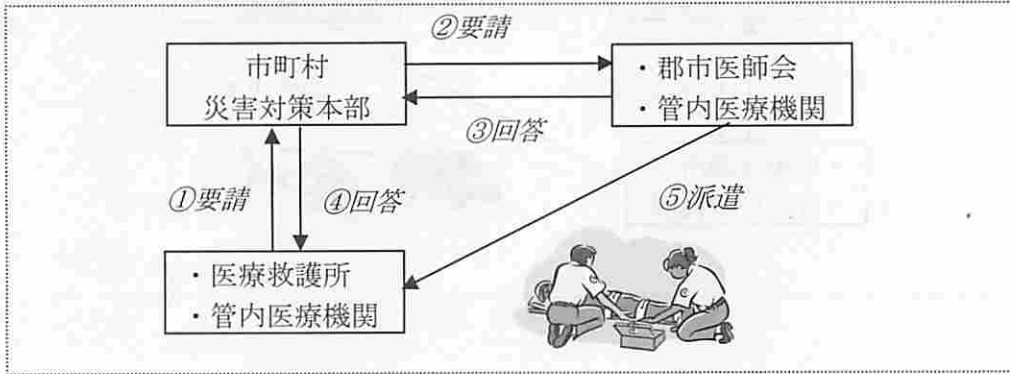 ②要請
市町村
災害対策本部
・郡市医師会
・管内医療機関
③回答
①要請
④回答
⑤派遣
・医療救護所
・管内医療機関